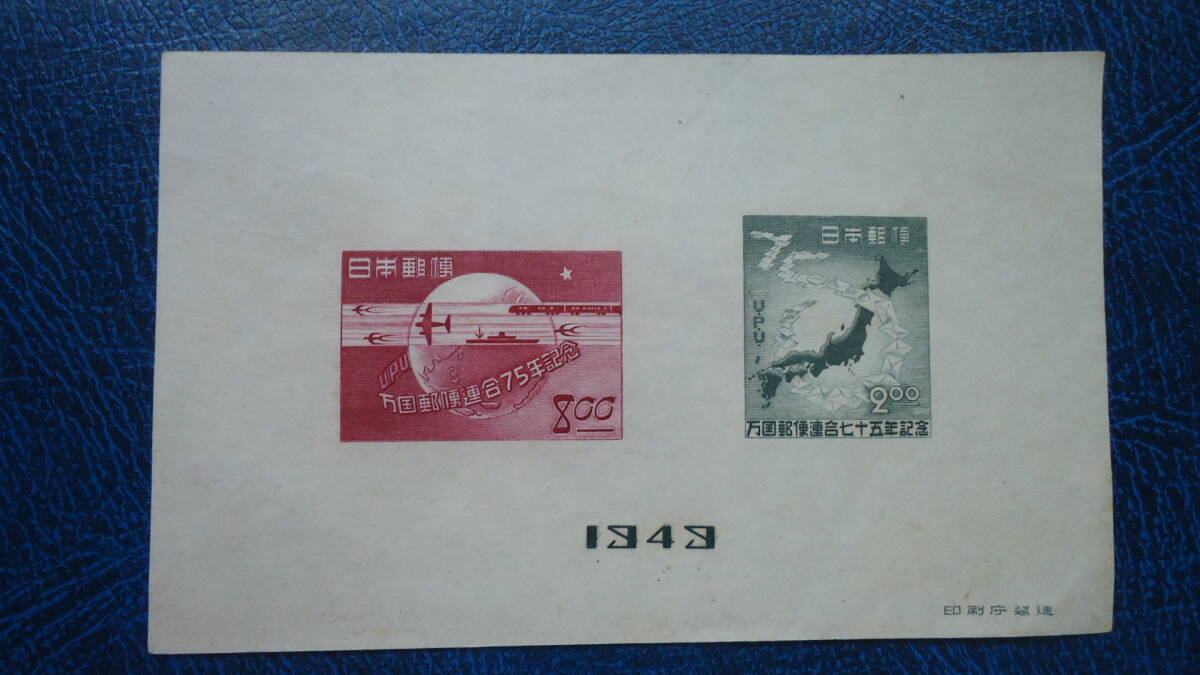 日本郵便
UPU
万国郵便連合75年記念
8.00
75
日本郵便
U.P.U.
2.00
万国郵便連合七十五年記念
1949
印刷庁製造